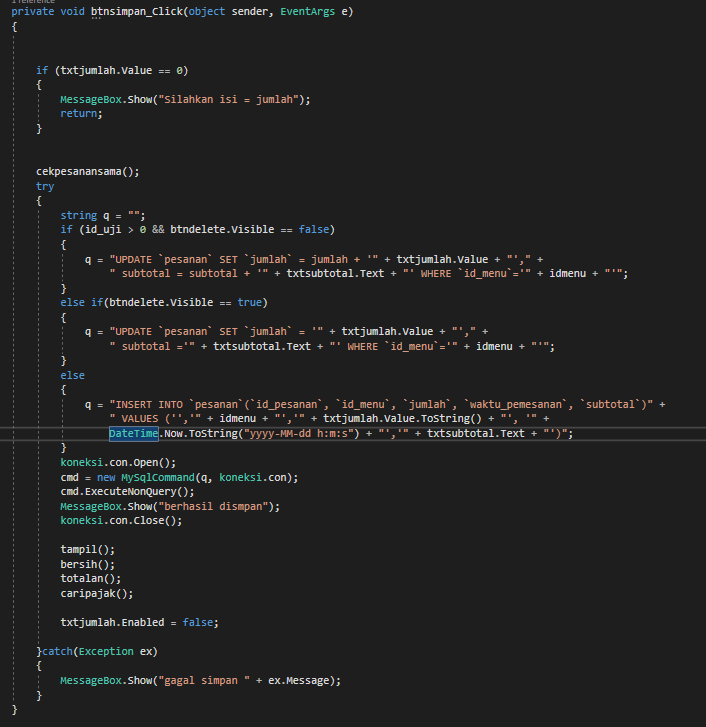 1 reference
private void btnsimpan_Click(object sender, EventArgs e)
{
if (txtjumlah.Value == 0)
{
MessageBox.Show("Silahkan isi = jumlah");
return;
}
cekpesanansama();
try
{
string q = "";
if (id_uji > 0 && btndelete.Visible == false)
{
q = "UPDATE `pesanan` SET `jumlah` = jumlah + '" + txtjumlah.Value + "'," +
" subtotal = subtotal + '" + txtsubtotal.Text + "' WHERE `id_menu`='" + idmenu + "'";
}
else if(btndelete.Visible == true)
{
q = "UPDATE `pesanan` SET `jumlah` = '" + txtjumlah.Value + "'," +
" subtotal ='" + txtsubtotal.Text + "' WHERE `id_menu`='" + idmenu + "'";
}
else
{
q = "INSERT INTO `pesanan`(`id_pesanan`, `id_menu`, `jumlah`, `waktu_pemesanan`, `subtotal`)" +
" VALUES ('','" + idmenu + "','" + txtjumlah.Value.ToString() + "', '" +
DateTime.Now.ToString("yyyy-MM-dd h:m:s") + "','" + txtsubtotal.Text + "')";
}
koneksi.con.Open();
cmd = new MySqlCommand(q, koneksi.con);
cmd.ExecuteNonQuery();
MessageBox.Show("berhasil dismpan");
koneksi.con.Close();
tampil();
bersih();
totalan();
caripajak();
txtjumlah.Enabled = false;
}catch(Exception ex)
{
MessageBox.Show("gagal simpan " + ex.Message);
}
}